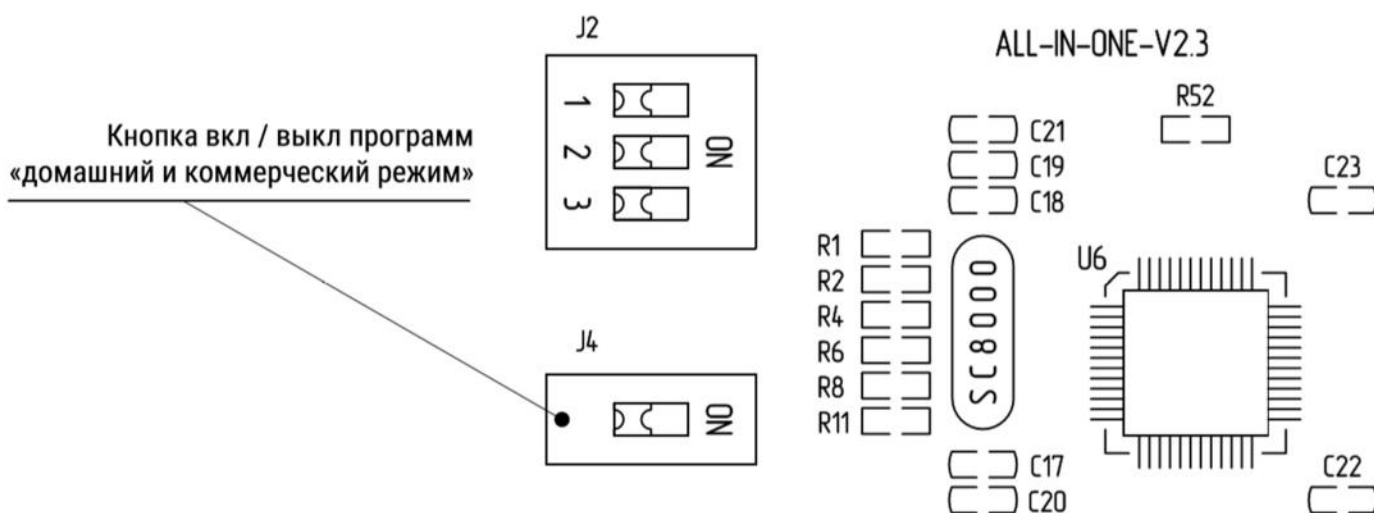 J2
1
2
3
ON
Кнопка вкл / выкл программ
«домашний и коммерческий режим»
J4
ON
ALL-IN-ONE-V2.3
R52
C21
C19
C18
C23
R1
R2
R4
R6
R8
R11
SC8000
U6
C17
C20
C22